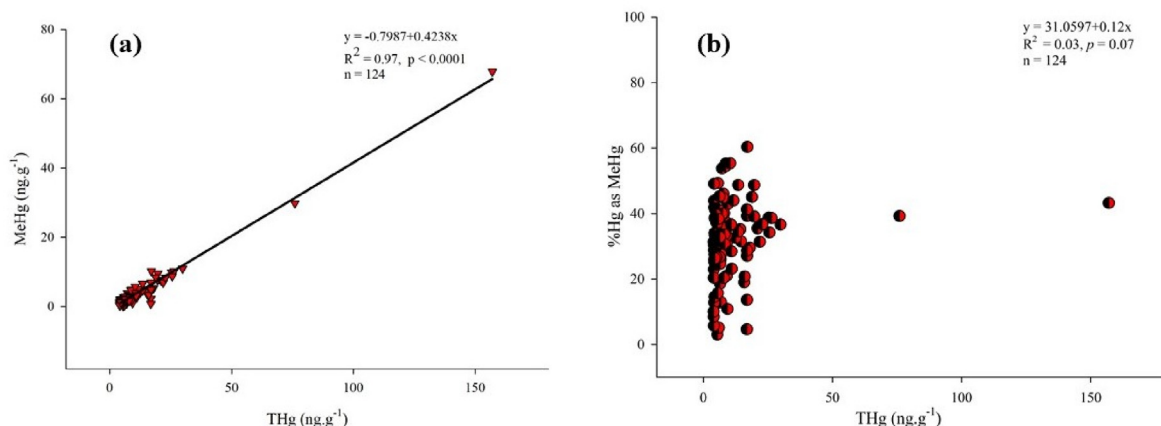 (a)
y = -0.7987+0.4238x
R² = 0.97, p < 0.0001
n = 124
80
60
40
20
0
MeHg (ng.g⁻¹)
0 50 100 150
THg (ng.g⁻¹)
(b)
y = 31.0597+0.12x
R² = 0.03, p = 0.07
n = 124
100
80
60
40
20
0
%Hg as MeHg
0 50 100 150
THg (ng.g⁻¹)